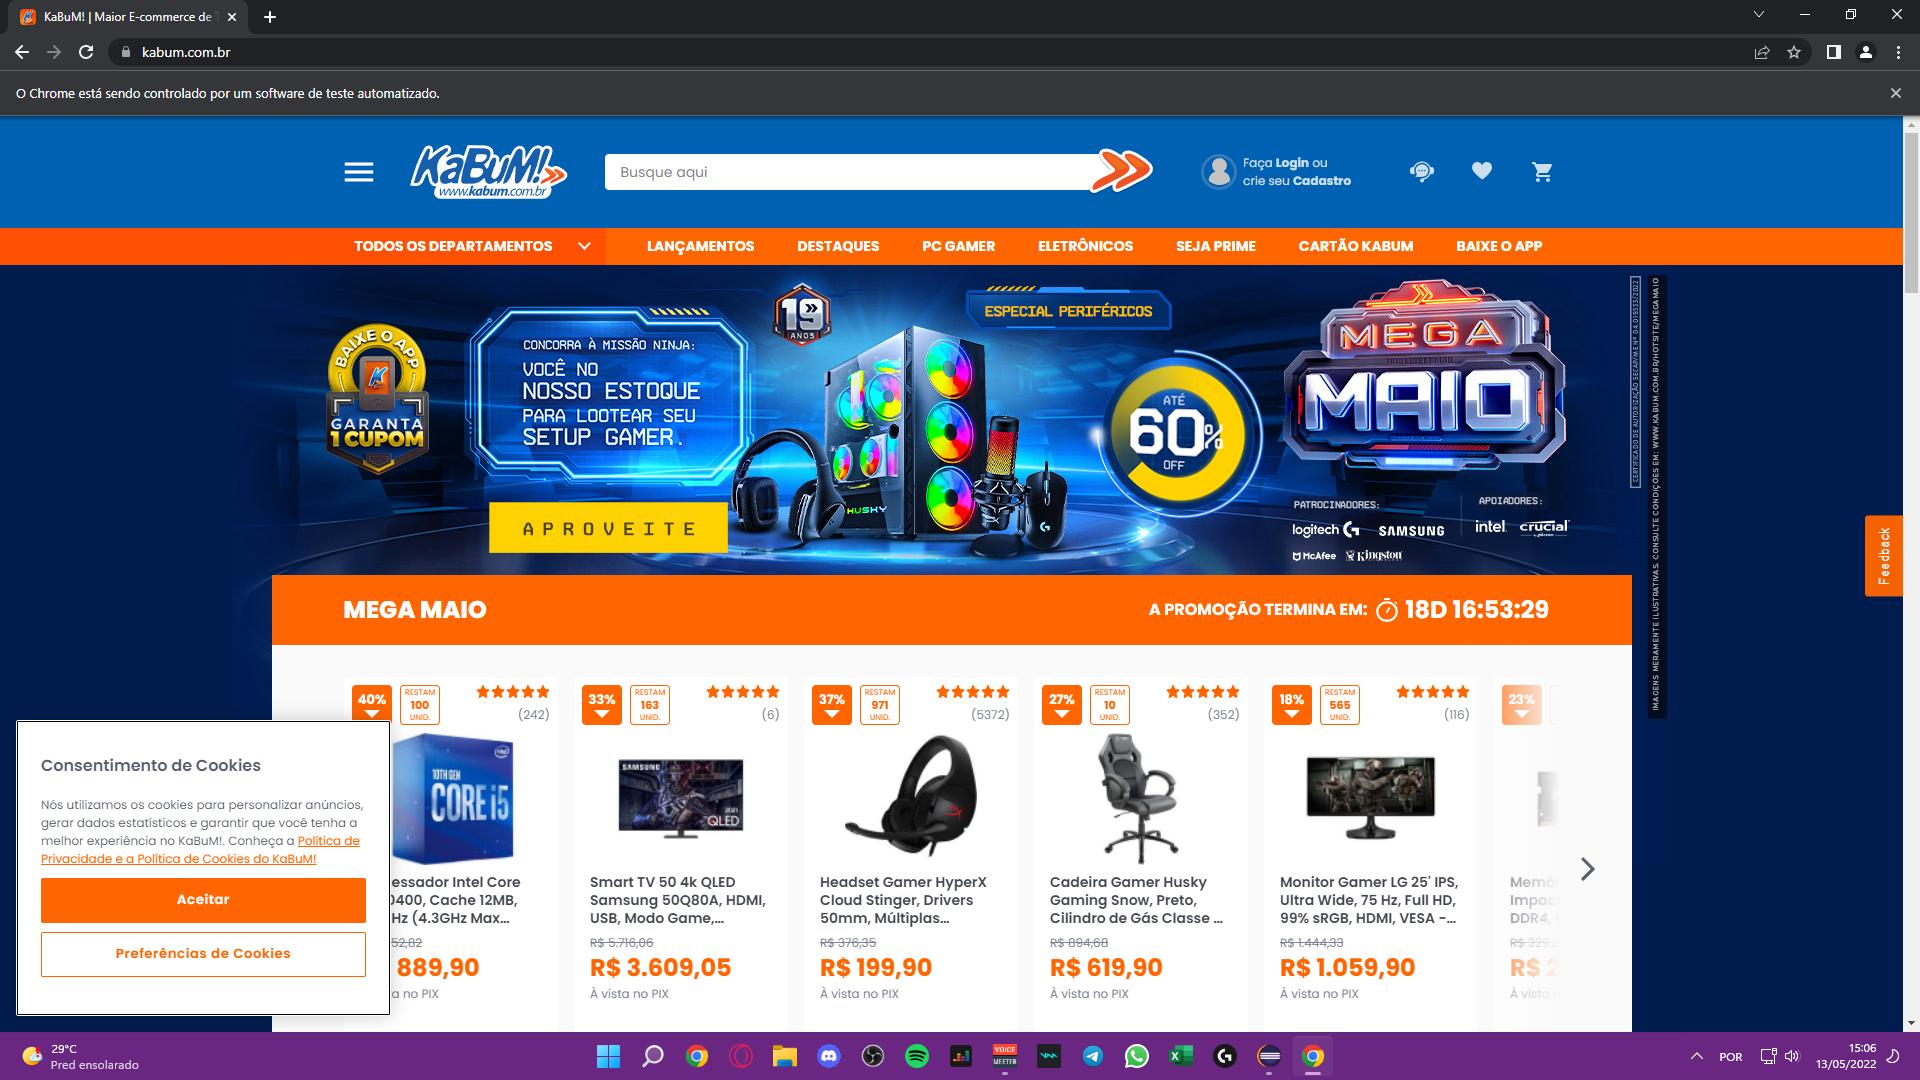 KaBuM! | Maior E-commerce de T
kabum.com.br
O Chrome está sendo controlado por um software de teste automatizado.
KaBuM!
www.kabum.com.br
Busque aqui
Faça Login ou
crie seu Cadastro
TODOS OS DEPARTAMENTOS
LANÇAMENTOS
DESTAQUES
PC GAMER
ELETRÔNICOS
SEJA PRIME
CARTÃO KABUM
BAIXE O APP
BAIXE O APP
GARANTA
1 CUPOM
CONCORRA À MISSÃO NINJA:
VOCÊ NO
NOSSO ESTOQUE
PARA LOOTEAR SEU
SETUP GAMER.
APROVEITE
19
ANOS
HUSKY
ESPECIAL PERIFÉRICOS
ATÉ
60%
OFF
MEGA
MAIO
PATROCINADORES:
logitech G SAMSUNG
McAfee Kingston
APOIADORES:
intel. crucial
IMAGENS MERAMENTE ILUSTRATIVAS. CONSULTE CONDIÇÕES EM: WWW.KABUM.COM.BR/HOTSITE/MEGAMAIO
Feedback
MEGA MAIO
A PROMOÇÃO TERMINA EM: 18D 16:53:29
40%
RESTAM
100
UNID.
(242)
10TH GEN
CORE i5
essador Intel Core
0400, Cache 12MB,
Hz (4.3GHz Max...
52,82
889,90
a no PIX
33%
RESTAM
163
UNID.
(6)
SAMSUNG
2021
QLED
Smart TV 50 4k QLED
Samsung 50Q80A, HDMI,
USB, Modo Game,...
R$ 5.716,06
R$ 3.609,05
À vista no PIX
37%
RESTAM
971
UNID.
(5372)
Headset Gamer HyperX
Cloud Stinger, Drivers
50mm, Múltiplas...
R$ 376,35
R$ 199,90
À vista no PIX
27%
RESTAM
10
UNID.
(352)
Cadeira Gamer Husky
Gaming Snow, Preto,
Cilindro de Gás Classe ...
R$ 894,68
R$ 619,90
À vista no PIX
18%
RESTAM
565
UNID.
(116)
Monitor Gamer LG 25' IPS,
Ultra Wide, 75 Hz, Full HD,
99% sRGB, HDMI, VESA -...
R$ 1.444,33
R$ 1.059,90
À vista no PIX
23%
Memó
Impac
DDR4,
R$ 329,
R$ 2
À vista
Consentimento de Cookies
Nós utilizamos os cookies para personalizar anúncios,
gerar dados estatísticos e garantir que você tenha a
melhor experiência no KaBuM!. Conheça a Política de
Privacidade e a Política de Cookies do KaBuM!
Aceitar
Preferências de Cookies
29°C
Pred ensolarado
VOICE
MEETER
POR
15:06
13/05/2022